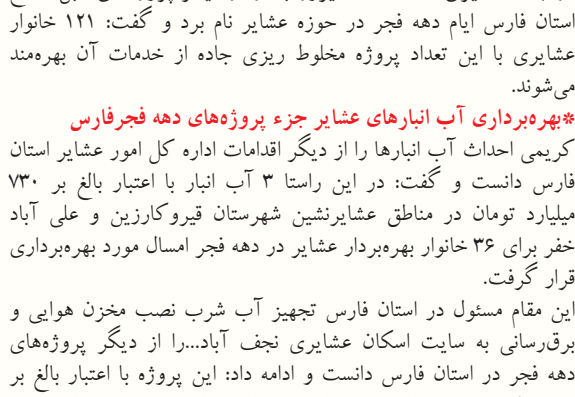 استان فارس ایام دهه فجر در حوزه عشایر نام برد و گفت: ۱۲۱ خانوار
عشایری با این تعداد پروژه مخلوط ریزی جاده از خدمات آن بهره‌مند
می‌شوند.
*بهره‌برداری آب انبارهای عشایر جزء پروژه‌های دهه فجرفارس
کریمی احداث آب انبارها را از دیگر اقدامات اداره کل امور عشایر استان
فارس دانست و گفت: در این راستا ۳ آب انبار با اعتبار بالغ بر ۷۳۰
میلیارد تومان در مناطق عشایرنشین شهرستان قیروکارزین و علی آباد
خفر برای ۳۶ خانوار بهره‌بردار عشایر در دهه فجر امسال مورد بهره‌برداری
قرار گرفت.
این مقام مسئول در استان فارس تجهیز آب شرب نصب مخزن هوایی و
برق‌رسانی به سایت اسکان عشایری نجف آباد...را از دیگر پروژه‌های
دهه فجر در استان فارس دانست و ادامه داد: این پروژه با اعتبار بالغ بر